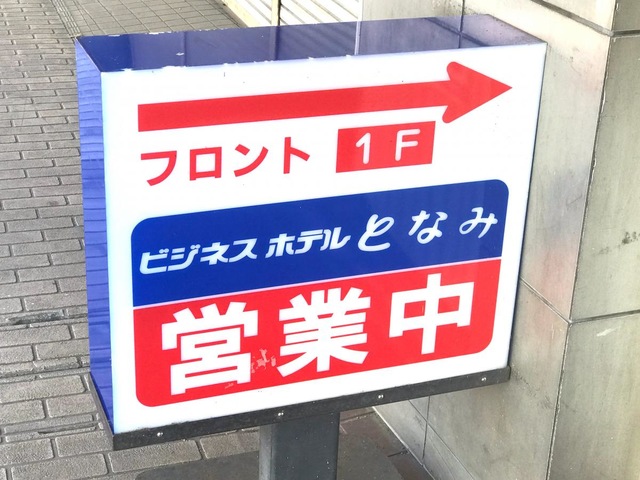 フロント 1F
ビジネスホテル となみ
営業中